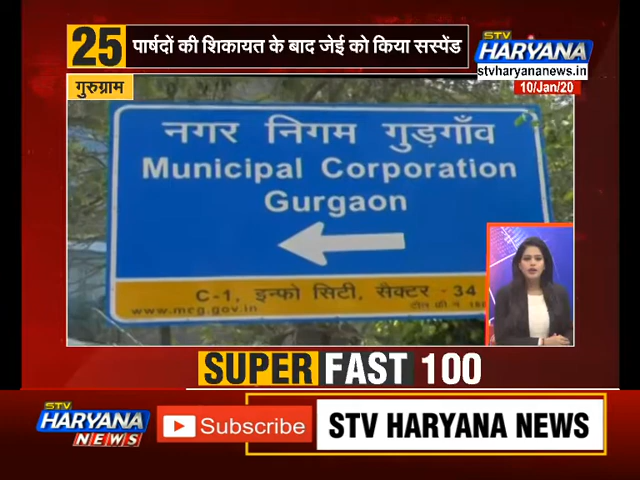 25 पार्षदों की शिकायत के बाद जेई को किया सस्पेंड
STV
HARYANA
stvharyananews.in
गुरुग्राम
10/Jan/20
नगर निगम गुड़गाँव
Municipal Corporation
Gurgaon
C-1, इन्फो सिटी, सैक्टर - 34
www.mcg.gov.in
टोल फ्री नं
SUPER FAST 100
STV
HARYANA
NEWS
Subscribe
STV HARYANA NEWS